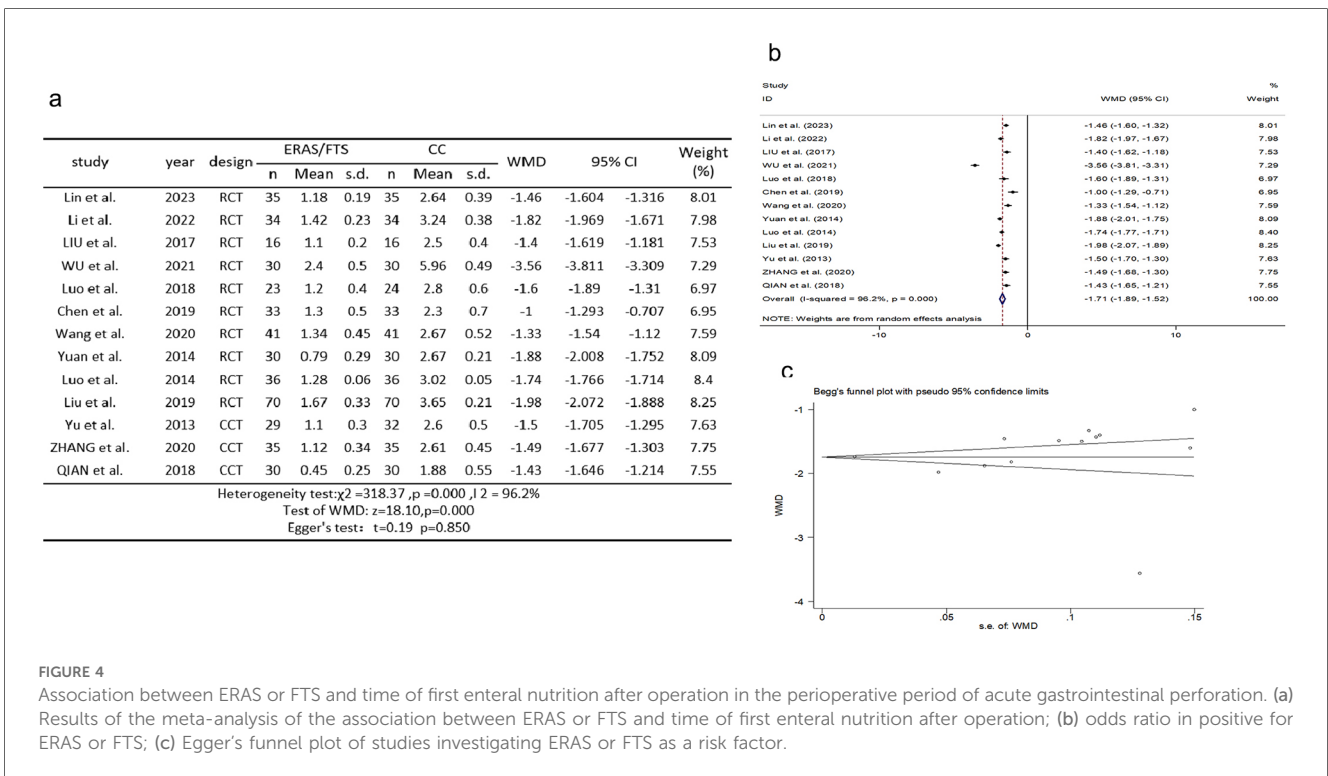 a
study year design ERAS/FTS CC WMD 95% CI Weight (%)
n Mean s.d. n Mean s.d.
Lin et al. 2023 RCT 35 1.18 0.19 35 2.64 0.39 -1.46 -1.604 -1.316 8.01
Li et al. 2022 RCT 34 1.42 0.23 34 3.24 0.38 -1.82 -1.969 -1.671 7.98
LIU et al. 2017 RCT 16 1.1 0.2 16 2.5 0.4 -1.4 -1.619 -1.181 7.53
WU et al. 2021 RCT 30 2.4 0.5 30 5.96 0.49 -3.56 -3.811 -3.309 7.29
Luo et al. 2018 RCT 23 1.2 0.4 24 2.8 0.6 -1.6 -1.89 -1.31 6.97
Chen et al. 2019 RCT 33 1.3 0.5 33 2.3 0.7 -1 -1.293 -0.707 6.95
Wang et al. 2020 RCT 41 1.34 0.45 41 2.67 0.52 -1.33 -1.54 -1.12 7.59
Yuan et al. 2014 RCT 30 0.79 0.29 30 2.67 0.21 -1.88 -2.008 -1.752 8.09
Luo et al. 2014 RCT 36 1.28 0.06 36 3.02 0.05 -1.74 -1.766 -1.714 8.4
Liu et al. 2019 RCT 70 1.67 0.33 70 3.65 0.21 -1.98 -2.072 -1.888 8.25
Yu et al. 2013 CCT 29 1.1 0.3 32 2.6 0.5 -1.5 -1.705 -1.295 7.63
ZHANG et al. 2020 CCT 35 1.12 0.34 35 2.61 0.45 -1.49 -1.677 -1.303 7.75
QIAN et al. 2018 CCT 30 0.45 0.25 30 1.88 0.55 -1.43 -1.646 -1.214 7.55
Heterogeneity test:χ2 =318.37 ,p =0.000 ,I 2 = 96.2%
Test of WMD: z=18.10,p=0.000
Egger's test: t=0.19 p=0.850
b
Study %
ID WMD (95% CI) Weight
Lin et al. (2023) -1.46 (-1.60, -1.32) 8.01
Li et al. (2022) -1.82 (-1.97, -1.67) 7.98
LIU et al. (2017) -1.40 (-1.62, -1.18) 7.53
WU et al. (2021) -3.56 (-3.81, -3.31) 7.29
Luo et al. (2018) -1.60 (-1.89, -1.31) 6.97
Chen et al. (2019) -1.00 (-1.29, -0.71) 6.95
Wang et al. (2020) -1.33 (-1.54, -1.12) 7.59
Yuan et al. (2014) -1.88 (-2.01, -1.75) 8.09
Luo et al. (2014) -1.74 (-1.77, -1.71) 8.40
Liu et al. (2019) -1.98 (-2.07, -1.89) 8.25
Yu et al. (2013) -1.50 (-1.70, -1.30) 7.63
ZHANG et al. (2020) -1.49 (-1.68, -1.30) 7.75
QIAN et al. (2018) -1.43 (-1.65, -1.21) 7.55
Overall (I-squared = 96.2%, p = 0.000) -1.71 (-1.89, -1.52) 100.00
NOTE: Weights are from random effects analysis
-10 0 10
c
Begg's funnel plot with pseudo 95% confidence limits
-1
-2
WMD
-3
-4
0 .05 .1 .15
s.e. of: WMD
FIGURE 4
Association between ERAS or FTS and time of first enteral nutrition after operation in the perioperative period of acute gastrointestinal perforation. (a)
Results of the meta-analysis of the association between ERAS or FTS and time of first enteral nutrition after operation; (b) odds ratio in positive for
ERAS or FTS; (c) Egger's funnel plot of studies investigating ERAS or FTS as a risk factor.